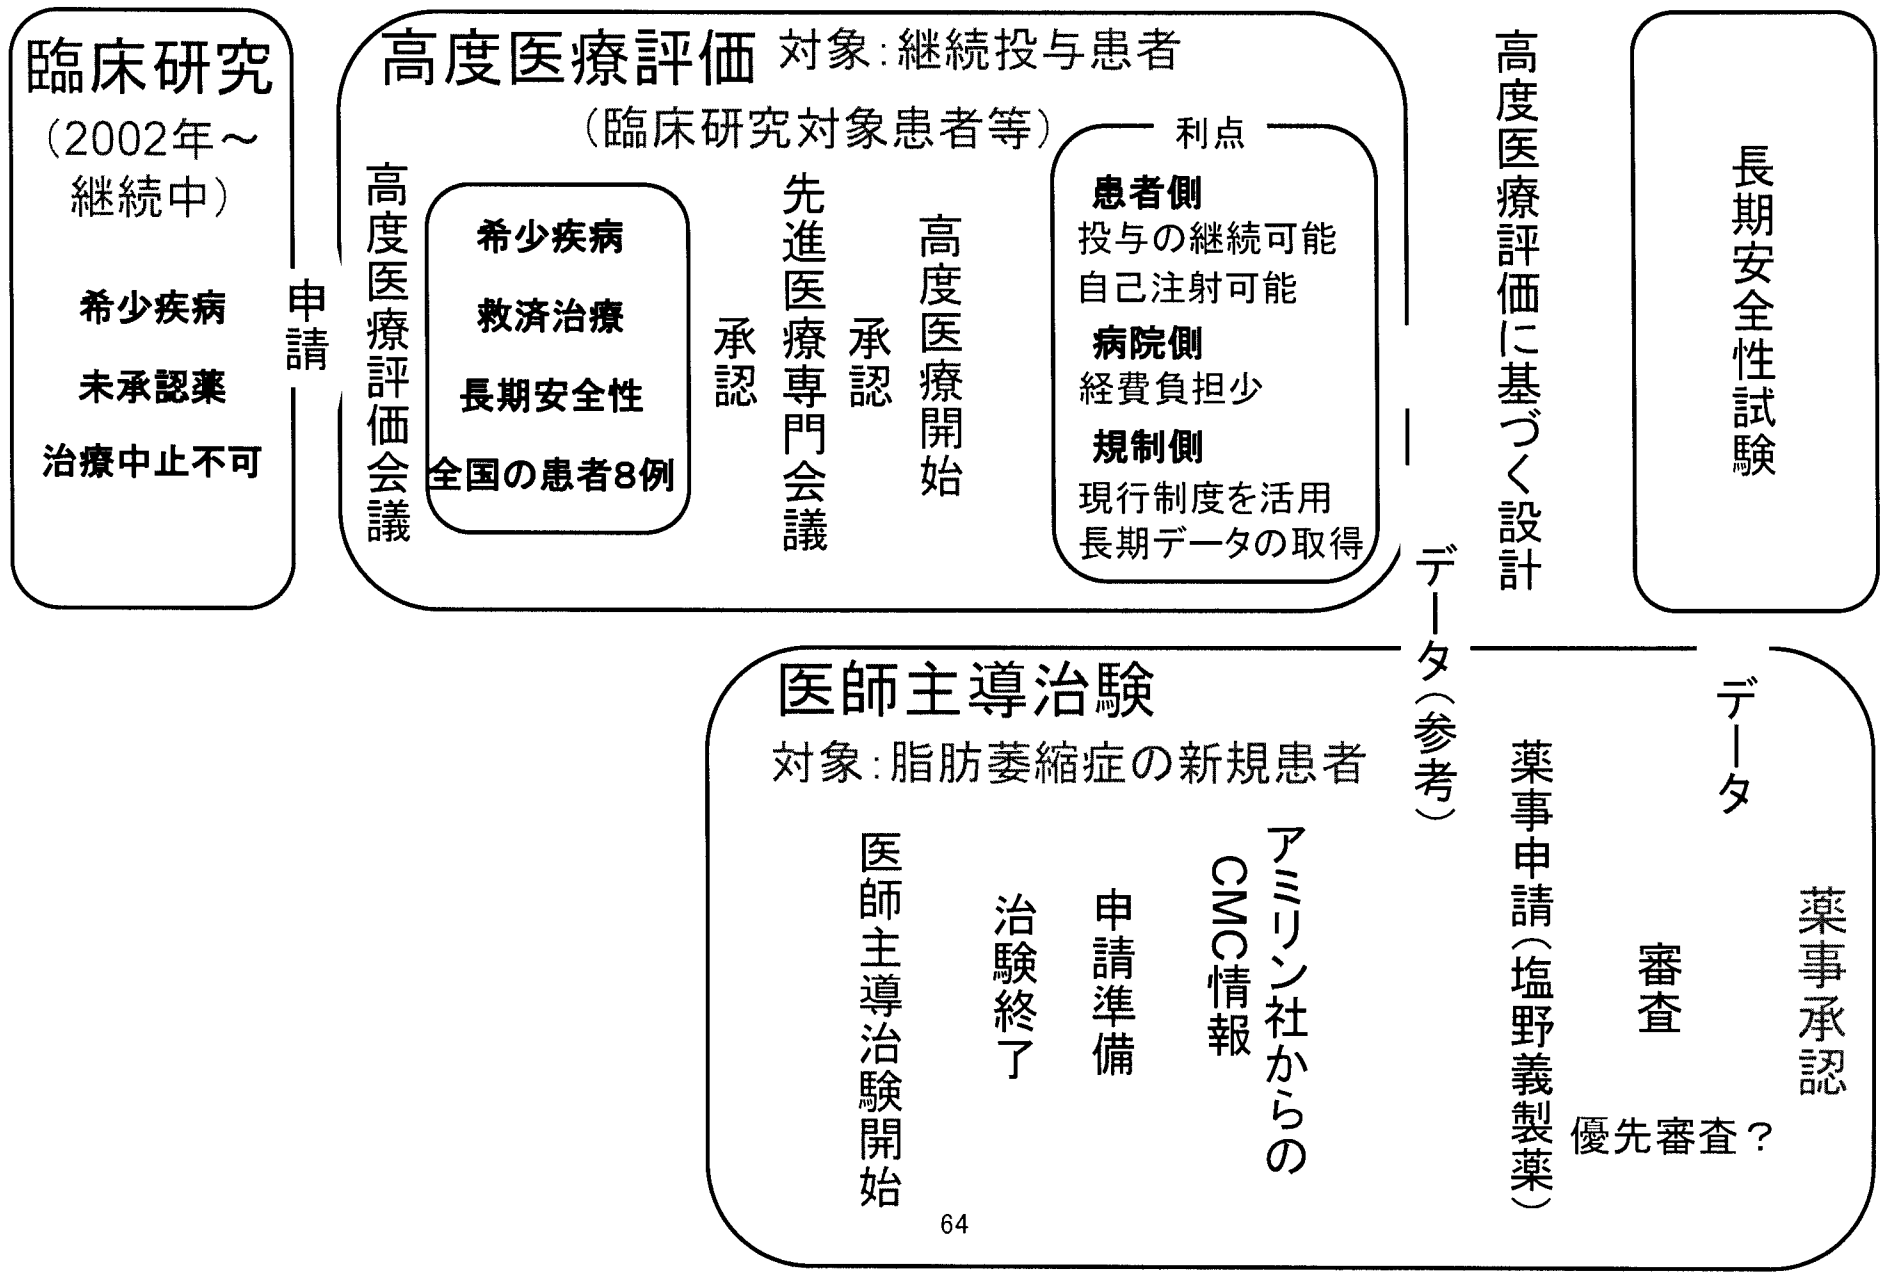 臨床研究
（2002年～
継続中）
希少疾病
未承認薬
治療中止不可
申請
高度医療評価 対象：継続投与患者
（臨床研究対象患者等）
高度医療評価会議
希少疾病
救済治療
長期安全性
全国の患者8例
承認
先進医療専門会議
承認
高度医療開始
利点
患者側
投与の継続可能
自己注射可能
病院側
経費負担少
規制側
現行制度を活用
長期データの取得
高度医療評価に基づく設計
長期安全性試験
データ（参考）
データ
医師主導治験
対象：脂肪萎縮症の新規患者
医師主導治験開始
治験終了
申請準備
アミリン社からの
CMC情報
薬事申請（塩野義製薬）
審査
優先審査？
薬事承認
64